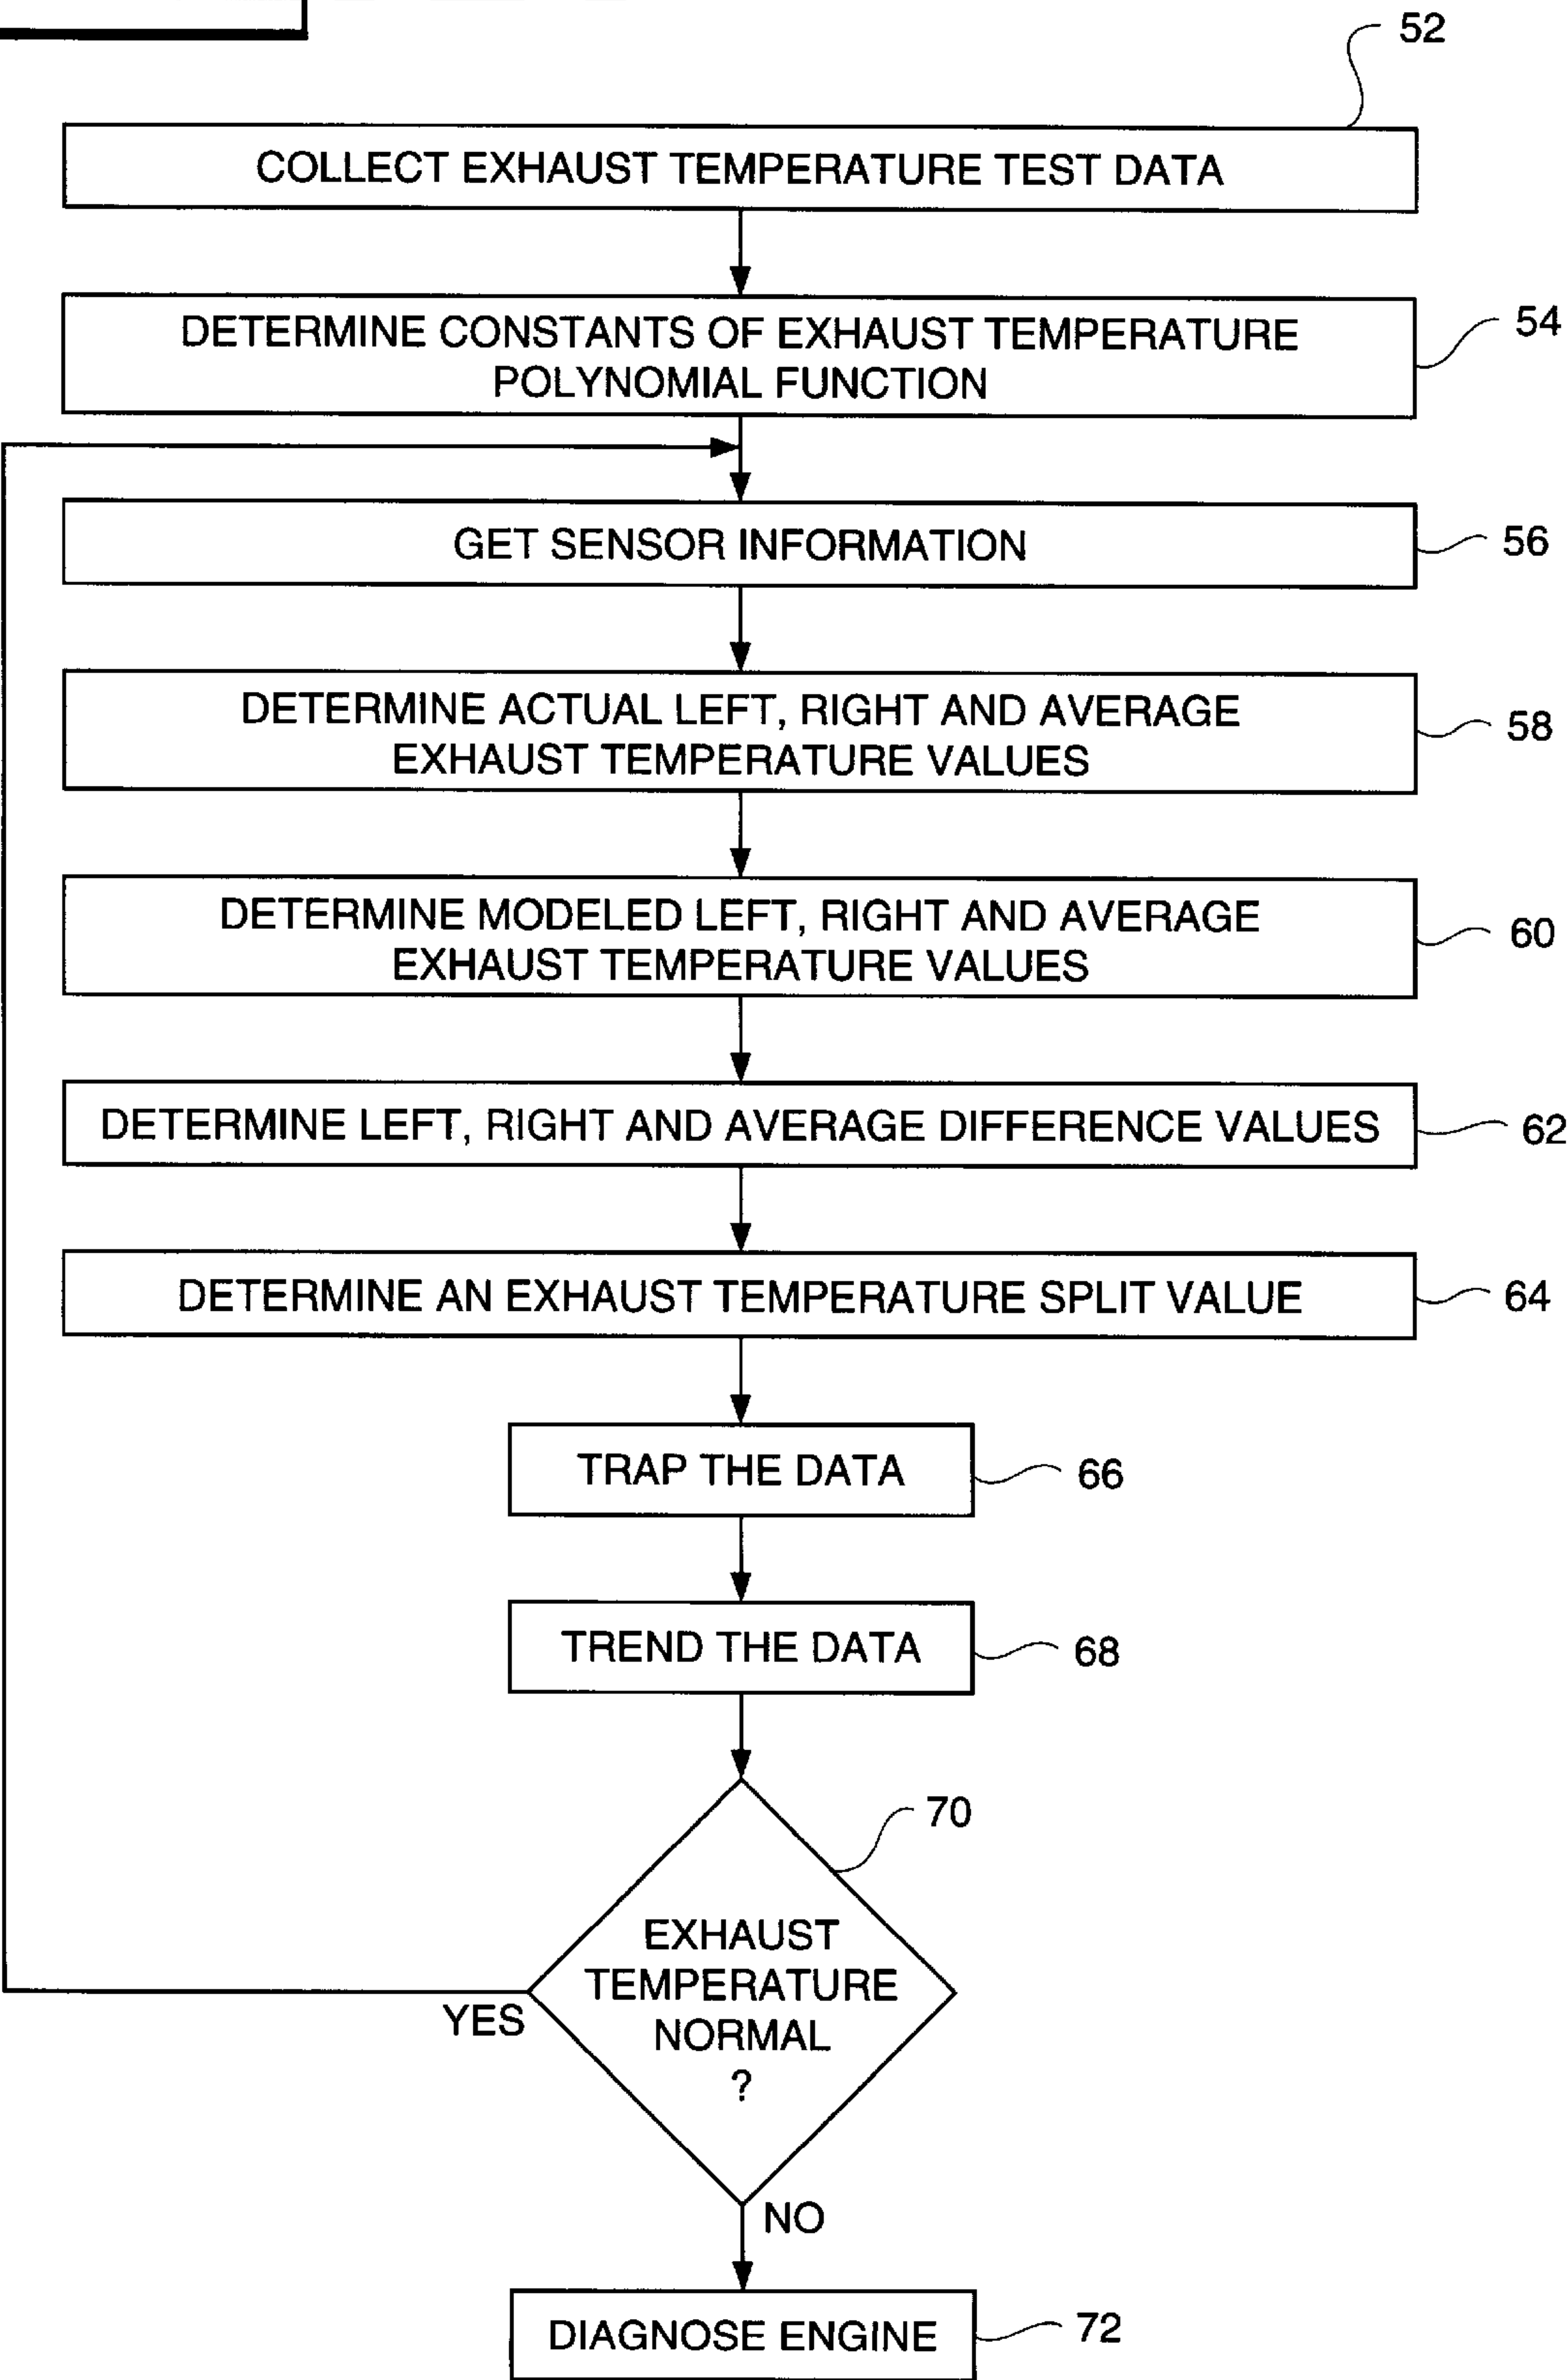 52
COLLECT EXHAUST TEMPERATURE TEST DATA
DETERMINE CONSTANTS OF EXHAUST TEMPERATURE
POLYNOMIAL FUNCTION
54
GET SENSOR INFORMATION
56
DETERMINE ACTUAL LEFT, RIGHT AND AVERAGE
EXHAUST TEMPERATURE VALUES
58
DETERMINE MODELED LEFT, RIGHT AND AVERAGE
EXHAUST TEMPERATURE VALUES
60
DETERMINE LEFT, RIGHT AND AVERAGE DIFFERENCE VALUES
62
DETERMINE AN EXHAUST TEMPERATURE SPLIT VALUE
64
TRAP THE DATA
66
TREND THE DATA
68
70
EXHAUST
TEMPERATURE
NORMAL
?
YES
NO
DIAGNOSE ENGINE
72